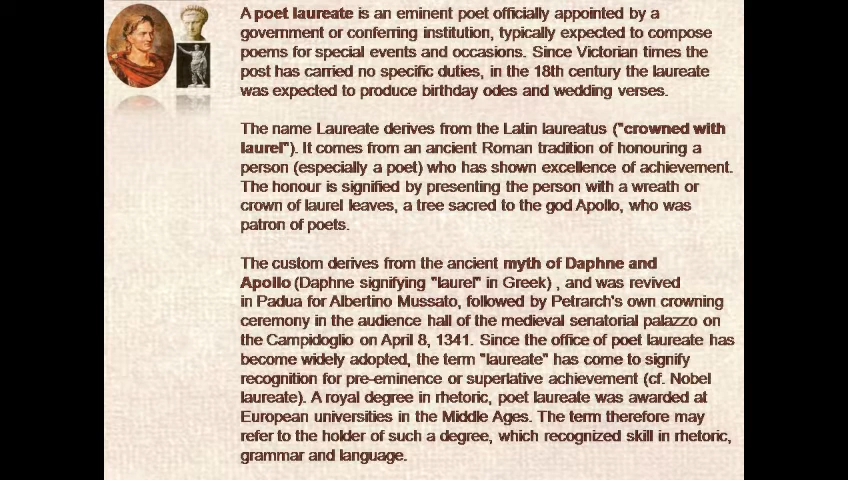 A poet laureate is an eminent poet officially appointed by a
government or conferring institution, typically expected to compose
poems for special events and occasions. Since Victorian times the
post has carried no specific duties, in the 18th century the laureate
was expected to produce birthday odes and wedding verses.
The name Laureate derives from the Latin laureatus ("crowned with
laurel"). It comes from an ancient Roman tradition of honouring a
person (especially a poet) who has shown excellence of achievement.
The honour is signified by presenting the person with a wreath or
crown of laurel leaves, a tree sacred to the god Apollo, who was
patron of poets.
The custom derives from the ancient myth of Daphne and
Apollo (Daphne signifying "laurel" in Greek) , and was revived
in Padua for Albertino Mussato, followed by Petrarch's own crowning
ceremony in the audience hall of the medieval senatorial palazzo on
the Campidoglio on April 8, 1341. Since the office of poet laureate has
become widely adopted, the term "laureate" has come to signify
recognition for pre-eminence or superlative achievement (cf. Nobel
laureate). A royal degree in rhetoric, poet laureate was awarded at
European universities in the Middle Ages. The term therefore may
refer to the holder of such a degree, which recognized skill in rhetoric,
grammar and language.